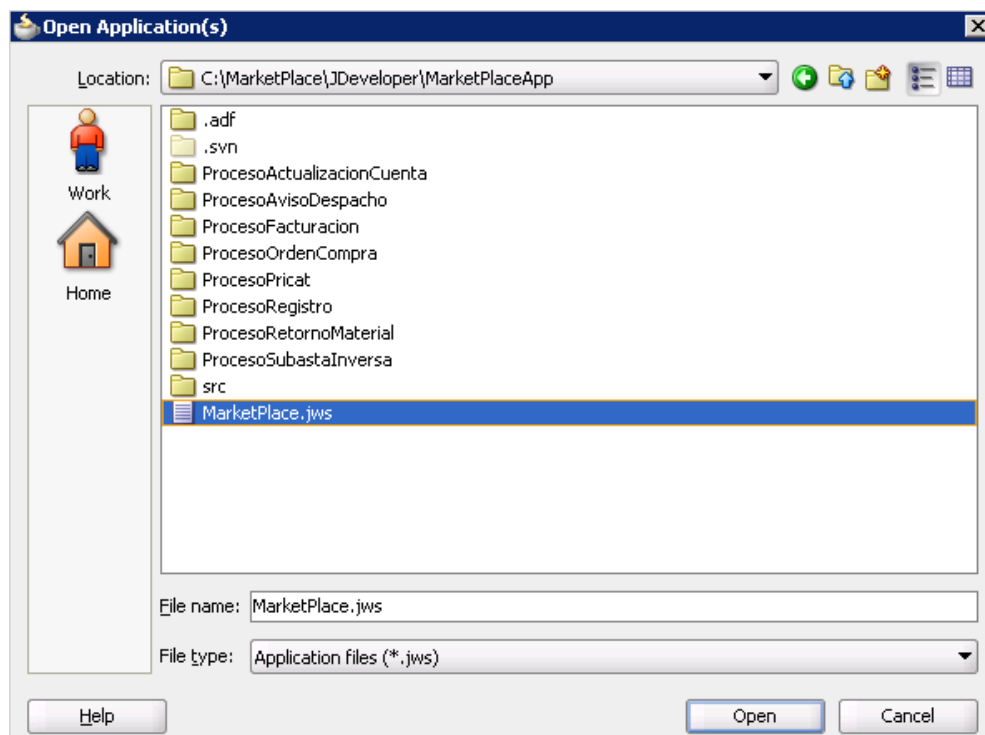 Open Application(s)
Location: C:\MarketPlace\JDeveloper\MarketPlaceApp
Work
Home
.adf
.svn
ProcesoActualizacionCuenta
ProcesoAvisoDespacho
ProcesoFacturacion
ProcesoOrdenCompra
ProcesoPricat
ProcesoRegistro
ProcesoRetornoMaterial
ProcesoSubastaInversa
src
MarketPlace.jws
File name: MarketPlace.jws
File type: Application files (*.jws)
Help Open Cancel